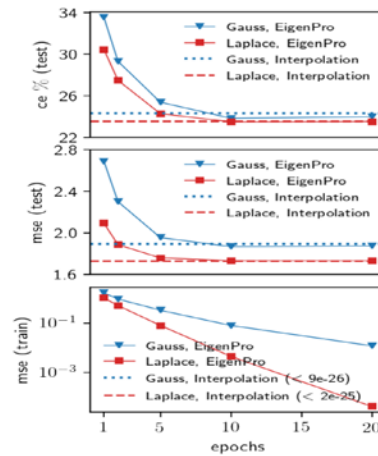 34
30
26
22
ce % (test)
Gauss, EigenPro
Laplace, EigenPro
Gauss, Interpolation
Laplace, Interpolation
2.8
2.4
2.0
1.6
mse (test)
Gauss, EigenPro
Laplace, EigenPro
Gauss, Interpolation
Laplace, Interpolation
10⁻¹
10⁻³
mse (train)
Gauss, EigenPro
Laplace, EigenPro
Gauss, Interpolation (< 9e-26)
Laplace, Interpolation (< 2e-25)
1 5 10 15 20
epochs